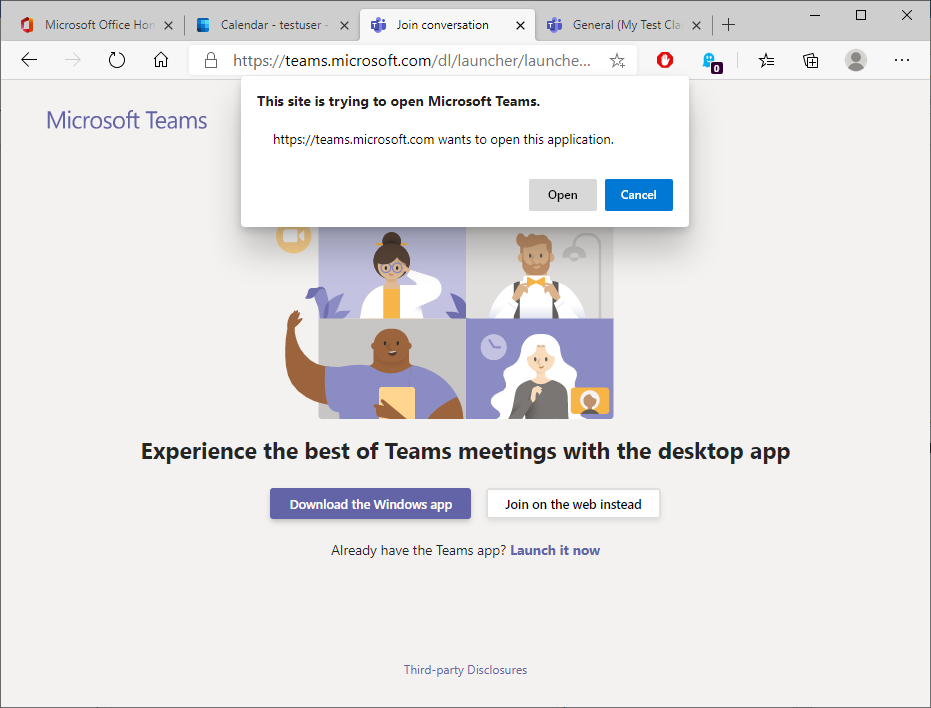 Microsoft Office Hon
Calendar - testuser -
Join conversation
General (My Test Cla
https://teams.microsoft.com/dl/launcher/launche...
0
This site is trying to open Microsoft Teams.
https://teams.microsoft.com wants to open this application.
Open
Cancel
Microsoft Teams
Experience the best of Teams meetings with the desktop app
Download the Windows app
Join on the web instead
Already have the Teams app? Launch it now
Third-party Disclosures